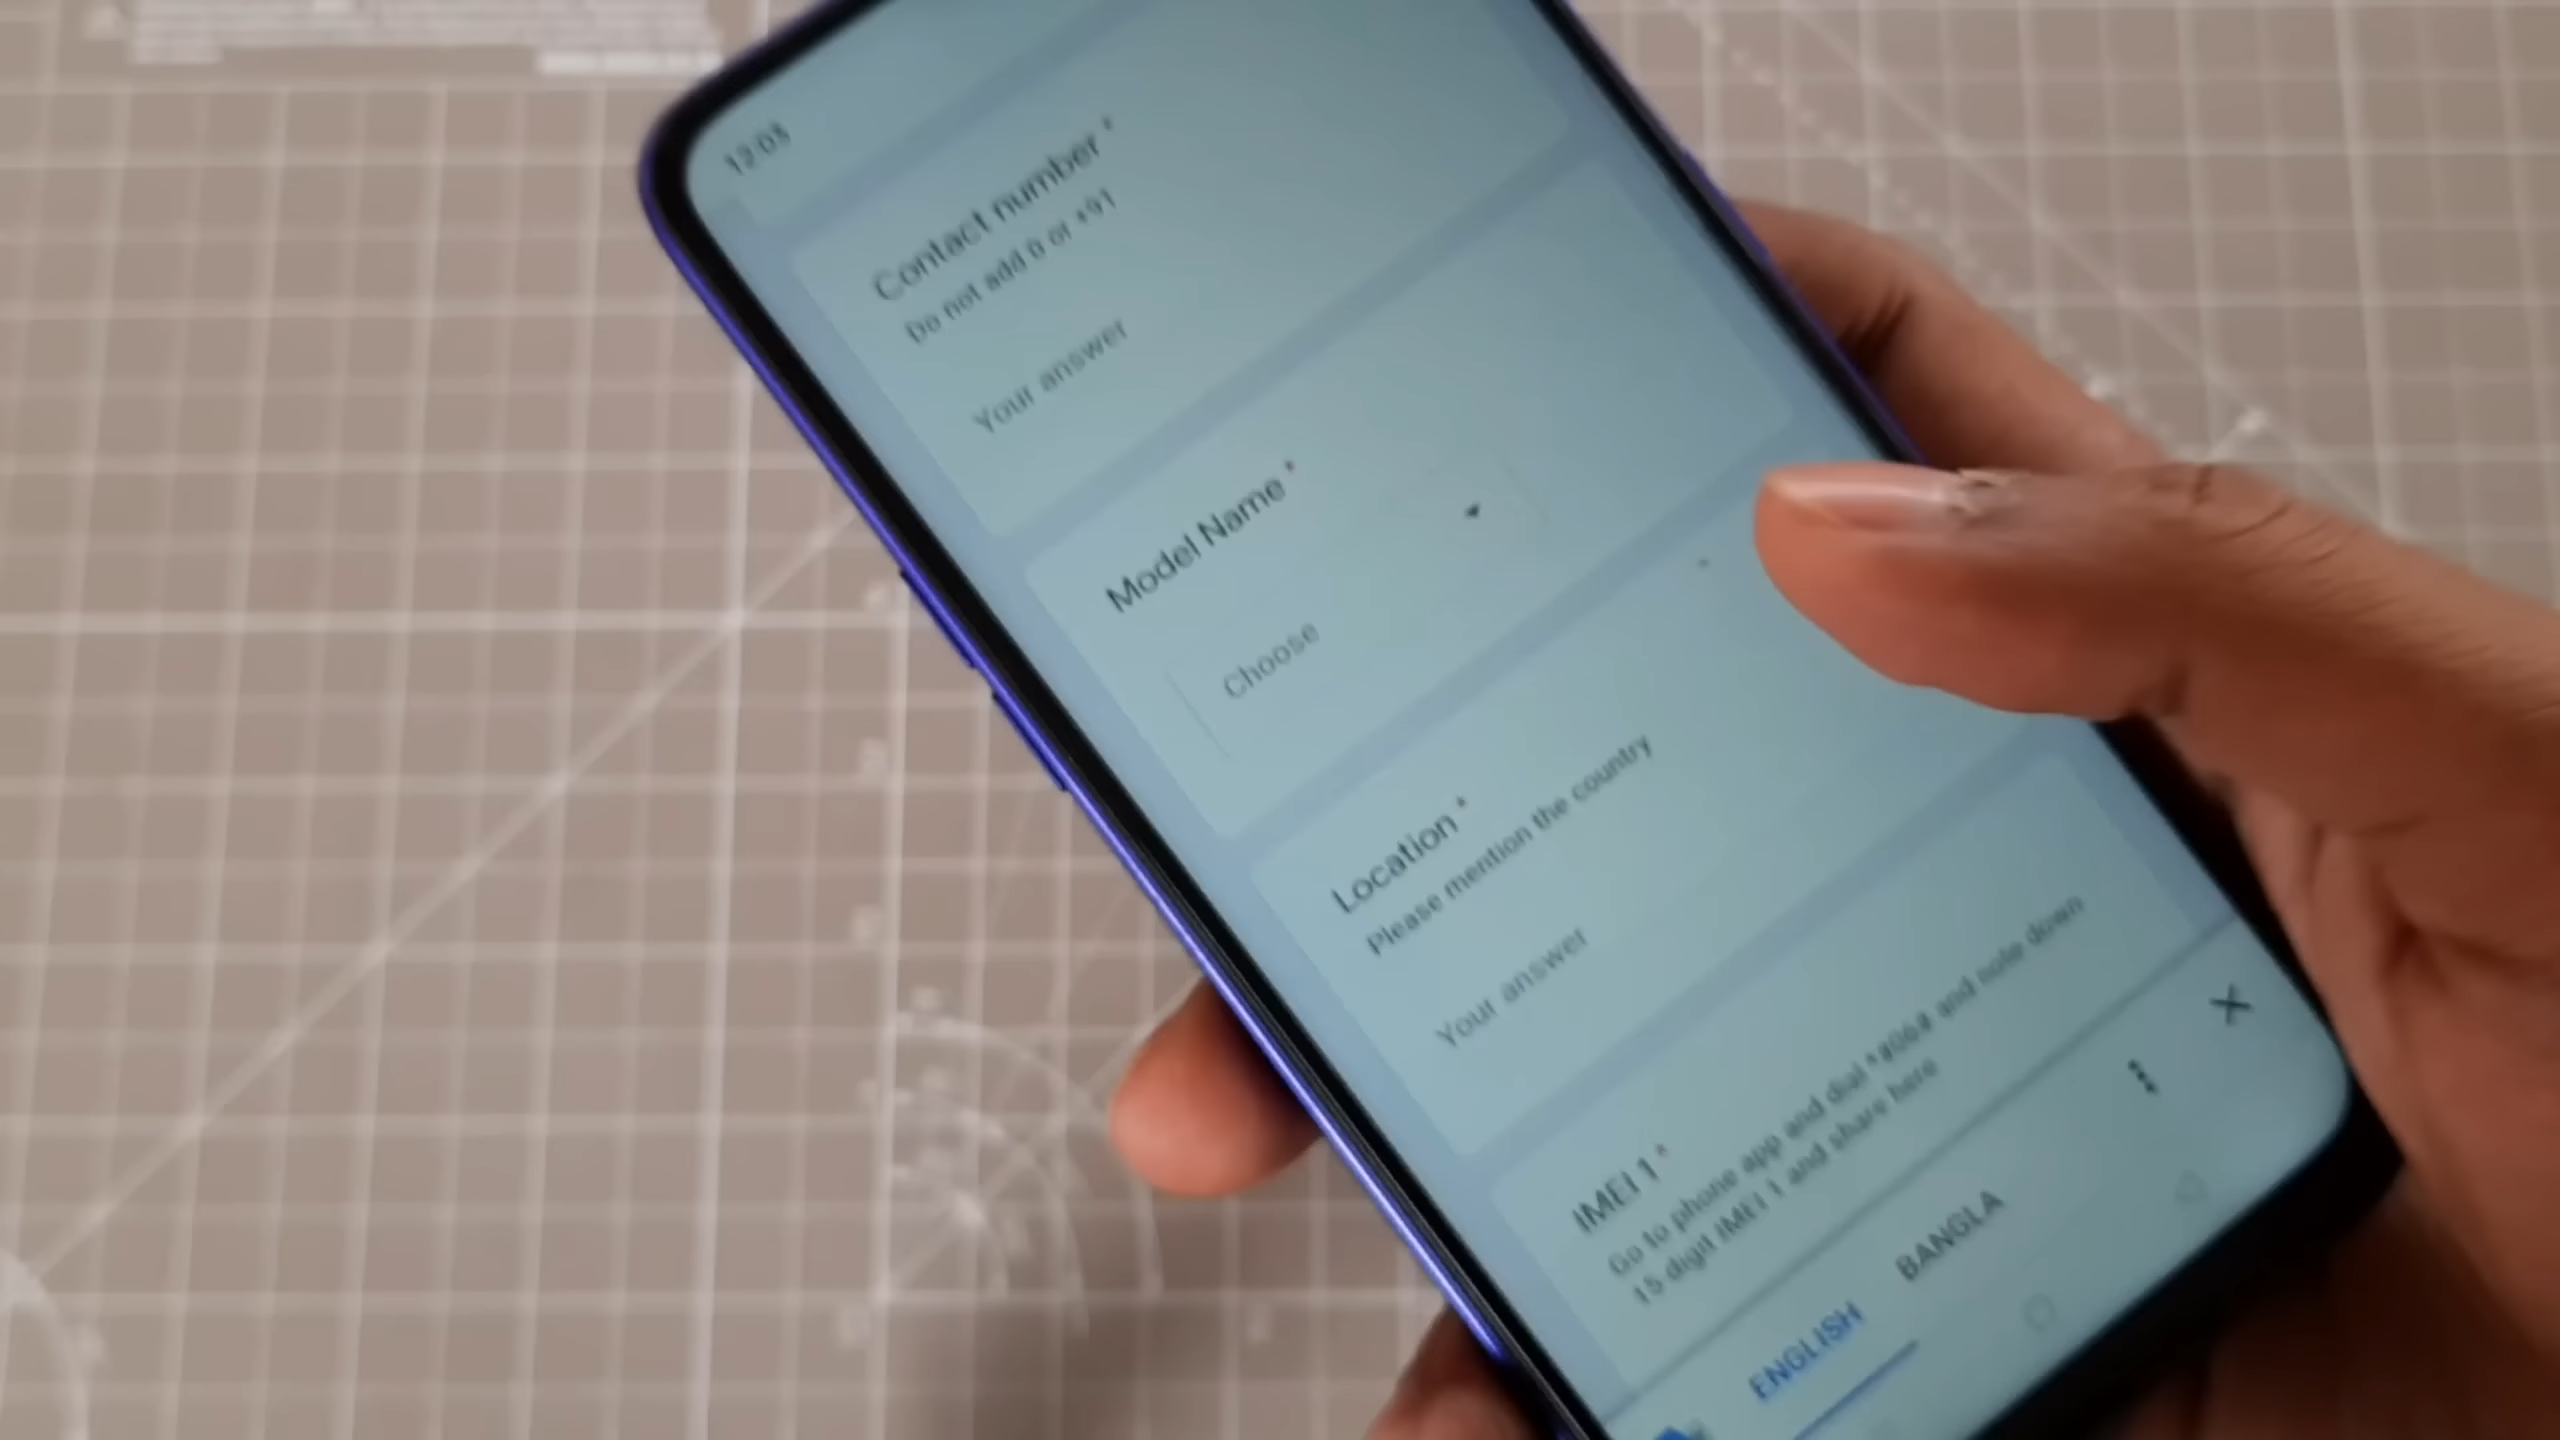 12:03
Contact number *
Do not add 0 or +91
Your answer
Model Name *
Choose
Location *
Please mention the country
Your answer
IMEI 1 *
Go to phone app and dial *#06# and note down
15 digit IMEI 1 and share here
ENGLISH
BANGLA